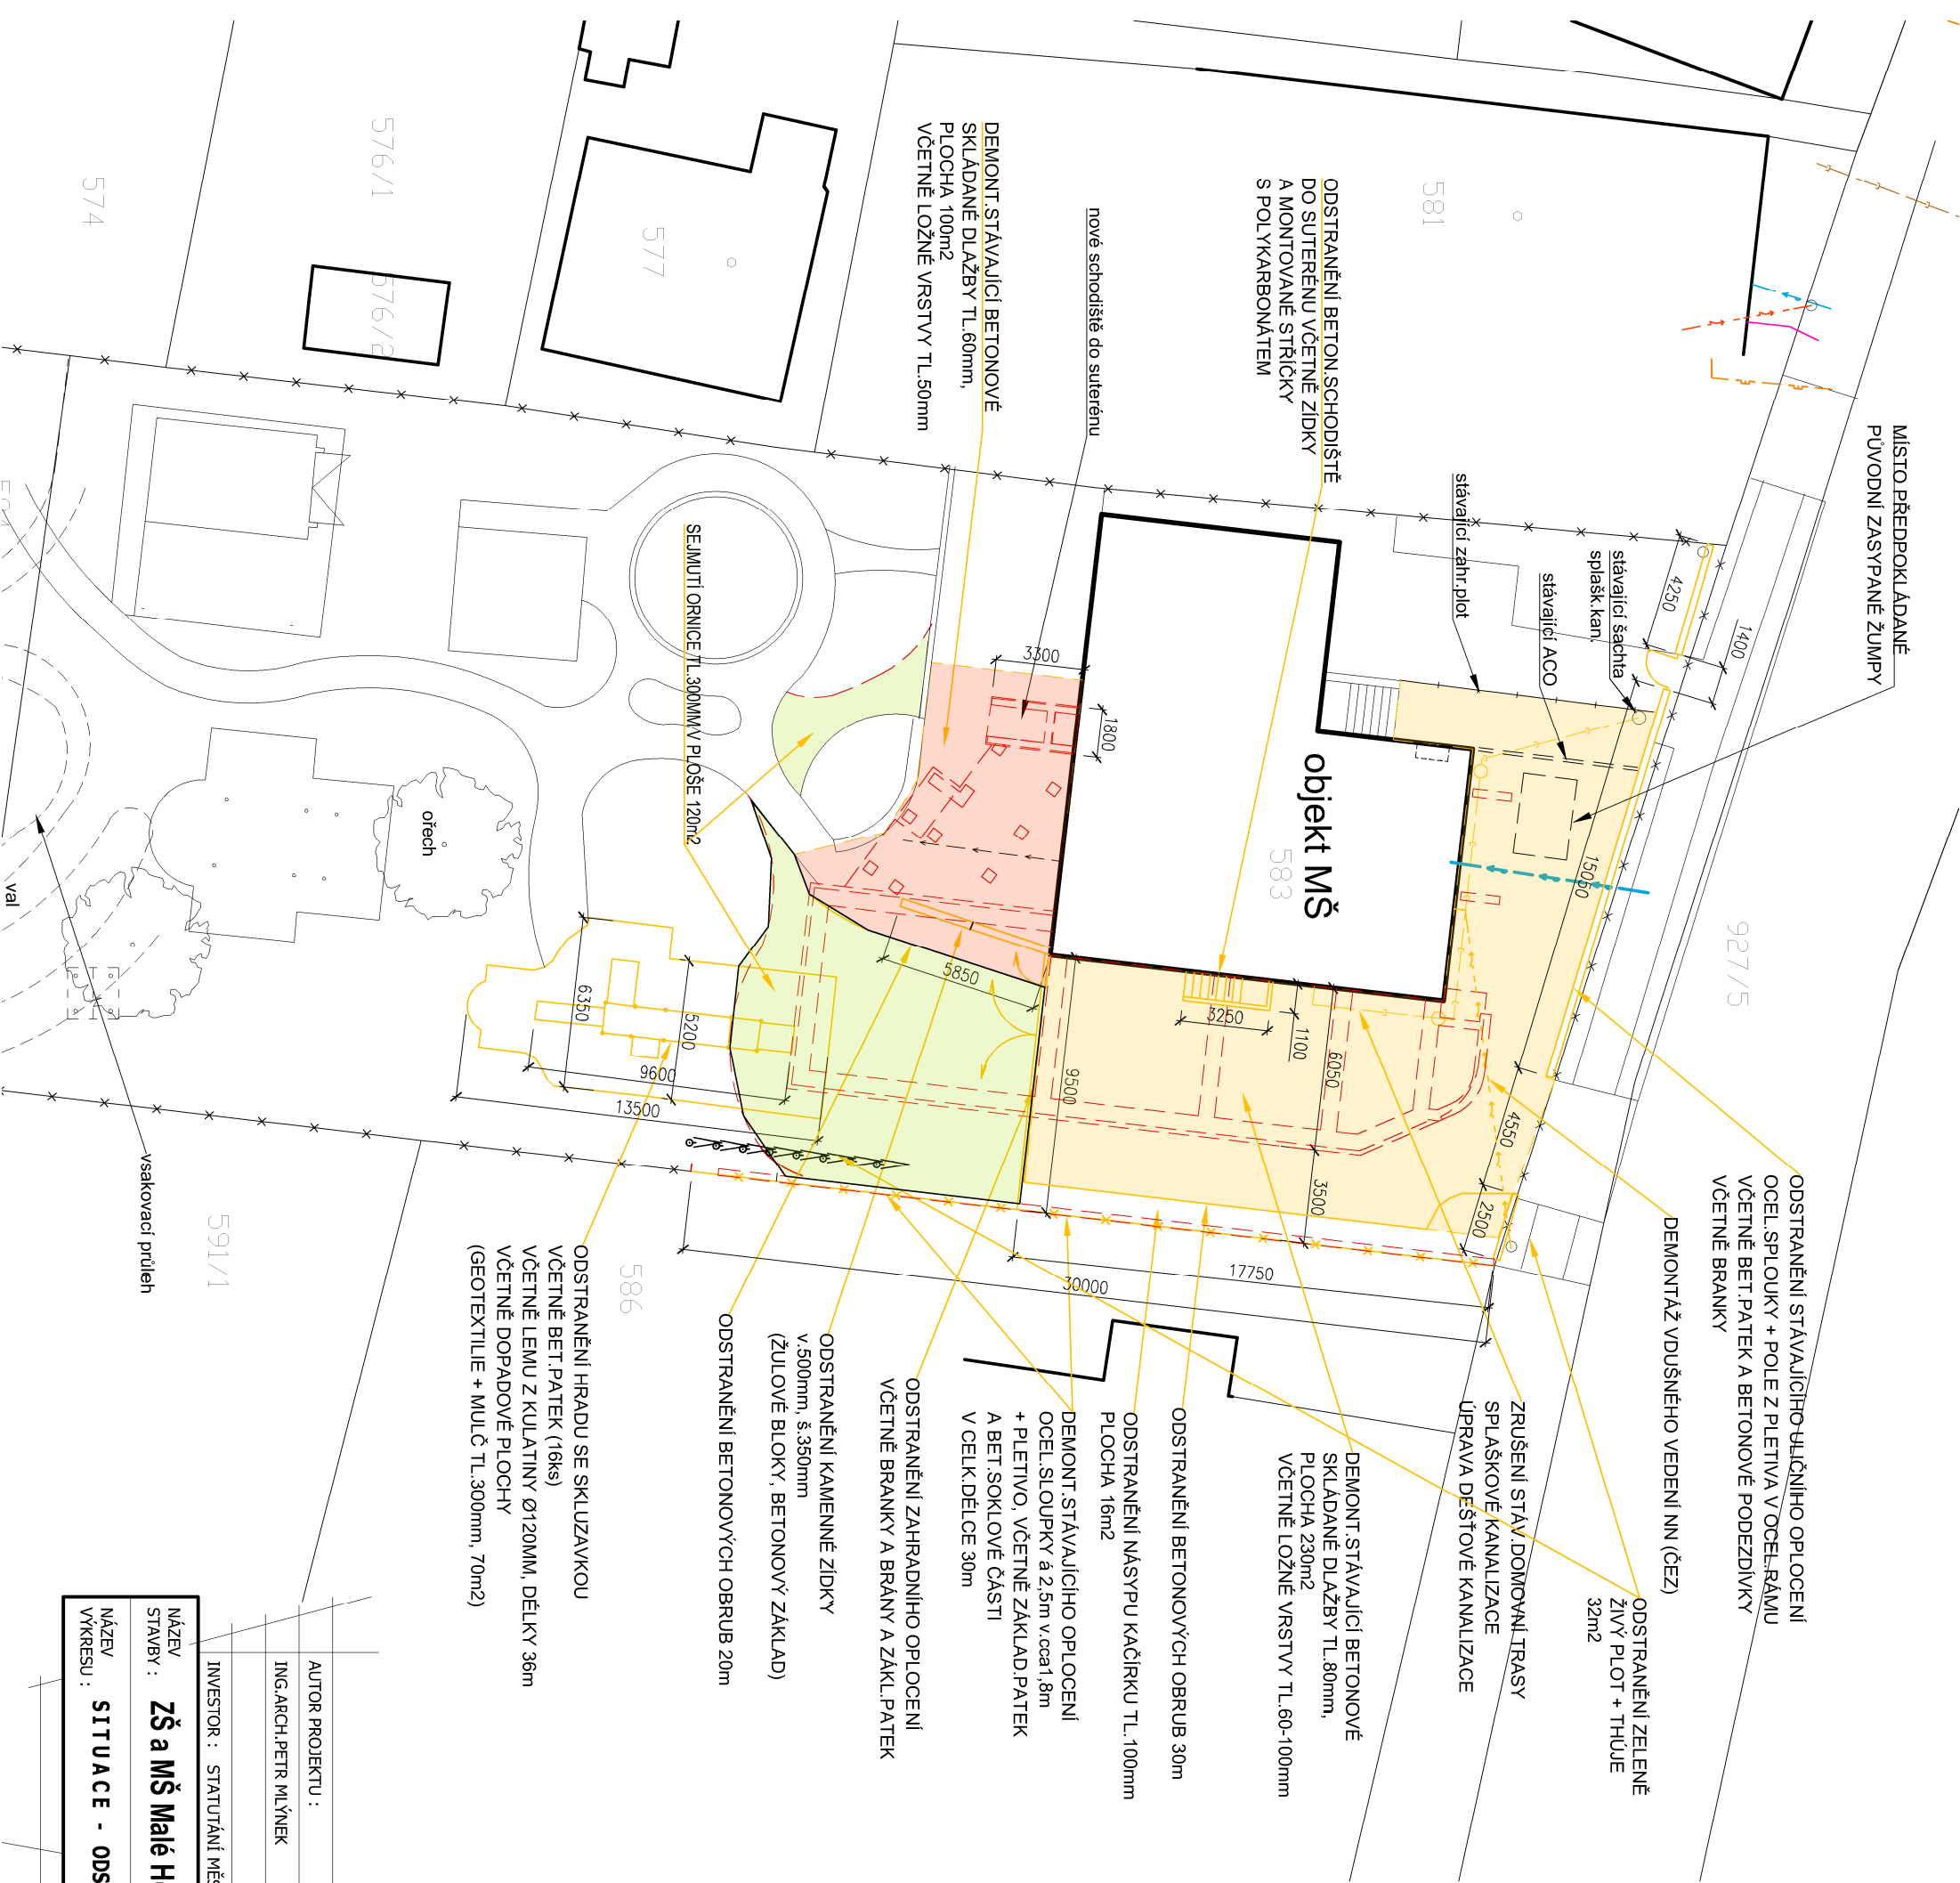 MÍSTO PŘEDPOKLÁDANÉ
PŮVODNÍ ZASYPANÉ ŽUMPY
581
ODSTRANĚNÍ BETON.SCHODIŠTĚ
DO SUTERÉNU VČETNĚ ZÍDKY
A MONTOVANÉ STŘÍČKY
S POLYKARBONÁTEM
nové schodiště do suterénu
DEMONT.STÁVAJÍCÍ BETONOVÉ
SKLÁDANÉ DLAŽBY TL.60mm,
PLOCHA 100m2
VČETNĚ LOŽNÉ VRSTVY TL.50mm
577
576/1
576/2
574
stávající zahr.plot
stávající šachta
splašk.kan.
stávající ACO
4250
1400
927/5
15050
4550
2500
objekt MŠ
583
3300
1800
SEJMUTÍ ORNICE TL.300MM V PLOŠE 120m2
ořech
val
vsakovací průleh
5850
3250
1100
6050
9500
3500
6350
5200
9600
13500
17750
30000
586
591/1
ODSTRANĚNÍ STÁVAJÍCÍHO ULIČNÍHO OPLOCENÍ
OCEL.SPLOUKY + POLE Z PLETIVA V OCEL.RÁMU
VČETNĚ BET.PATEK A BETONOVÉ PODEZDÍVKY
VČETNĚ BRANKY
DEMONTÁŽ VDUŠNÉHO VEDENÍ NN (ČEZ)
ODSTRANĚNÍ ZELENĚ
ŽIVÝ PLOT + THÚJE
32m2
ZRUŠENÍ STÁV.DOMOVNÍ TRASY
SPLAŠKOVÉ KANALIZACE
ÚPRAVA DEŠŤOVÉ KANALIZACE
DEMONT.STÁVAJÍCÍ BETONOVÉ
SKLÁDANÉ DLAŽBY TL.80mm,
PLOCHA 230m2
VČETNĚ LOŽNÉ VRSTVY TL.60-100mm
ODSTRANĚNÍ BETONOVÝCH OBRUB 30m
ODSTRANĚNÍ NÁSYPU KAČÍRKU TL.100mm
PLOCHA 16m2
DEMONT.STÁVAJÍCÍHO OPLOCENÍ
OCEL.SLOUPKY á 2,5m v.cca1,8m
+ PLETIVO, VČETNĚ ZÁKLAD.PATEK
A BET.SOKLOVÉ ČÁSTI
V CELK.DÉLCE 30m
ODSTRANĚNÍ ZAHRADNÍHO OPLOCENÍ
VČETNĚ BRANKY A BRÁNY A ZÁKL.PATEK
ODSTRANĚNÍ KAMENNÉ ZÍDKY
v.500mm, š.350mm
(ŽULOVÉ BLOKY, BETONOVÝ ZÁKLAD)
ODSTRANĚNÍ BETONOVÝCH OBRUB 20m
ODSTRANĚNÍ HRADU SE SKLUZAVKOU
VČETNĚ BET.PATEK (16ks)
VČETNĚ LEMU Z KULATINY Ø120MM, DÉLKY 36m
VČETNĚ DOPADOVÉ PLOCHY
(GEOTEXTILIE + MULČ TL.300mm, 70m2)
AUTOR PROJEKTU :
ING.ARCH.PETR MLÝNEK
INVESTOR : STATUTÁNÍ MĚS
NÁZEV
STAVBY : ZŠ a MŠ Malé H
NÁZEV
VÝKRESU : SITUACE - ODS